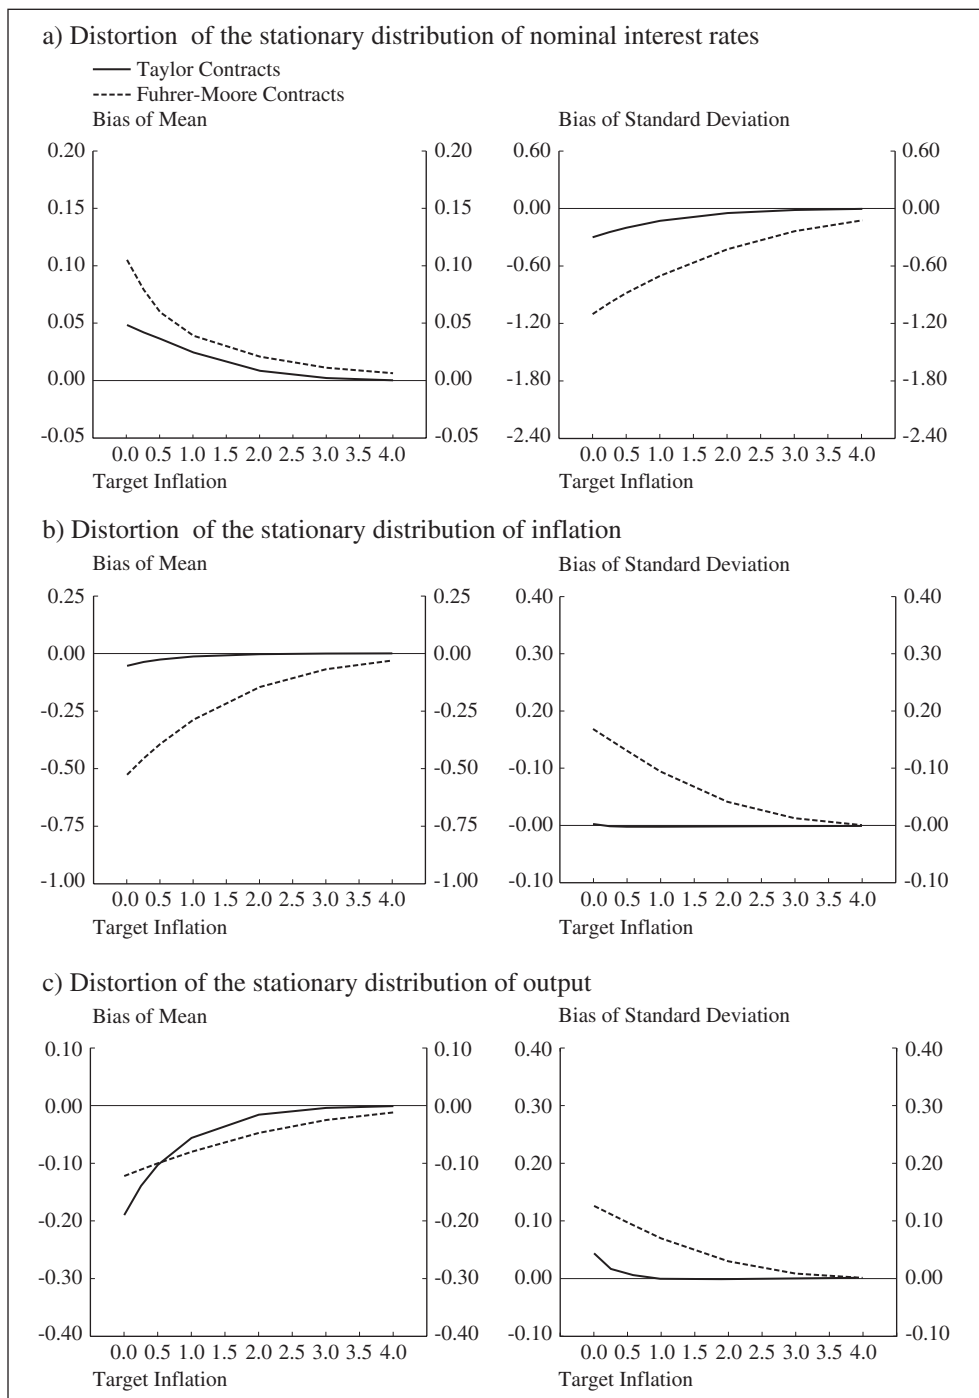 a) Distortion of the stationary distribution of nominal interest rates
Taylor Contracts
Fuhrer-Moore Contracts
Bias of Mean
0.20 0.20
0.15 0.15
0.10 0.10
0.05 0.05
0.00 0.00
-0.05 -0.05
0.0 0.5 1.0 1.5 2.0 2.5 3.0 3.5 4.0
Target Inflation
Bias of Standard Deviation
0.60 0.60
0.00 0.00
-0.60 -0.60
-1.20 -1.20
-1.80 -1.80
-2.40 -2.40
0.0 0.5 1.0 1.5 2.0 2.5 3.0 3.5 4.0
Target Inflation
b) Distortion of the stationary distribution of inflation
Bias of Mean
0.25 0.25
0.00 0.00
-0.25 -0.25
-0.50 -0.50
-0.75 -0.75
-1.00 -1.00
0.0 0.5 1.0 1.5 2.0 2.5 3.0 3.5 4.0
Target Inflation
Bias of Standard Deviation
0.40 0.40
0.30 0.30
0.20 0.20
-0.10 -0.10
-0.00 -0.00
-0.10 -0.10
0.0 0.5 1.0 1.5 2.0 2.5 3.0 3.5 4.0
Target Inflation
c) Distortion of the stationary distribution of output
Bias of Mean
0.10 0.10
0.00 0.00
-0.10 -0.10
-0.20 -0.20
-0.30 -0.30
-0.40 -0.40
0.0 0.5 1.0 1.5 2.0 2.5 3.0 3.5 4.0
Target Inflation
Bias of Standard Deviation
0.40 0.40
0.30 0.30
0.20 0.20
0.10 0.10
0.00 0.00
-0.10 -0.10
0.0 0.5 1.0 1.5 2.0 2.5 3.0 3.5 4.0
Target Inflation